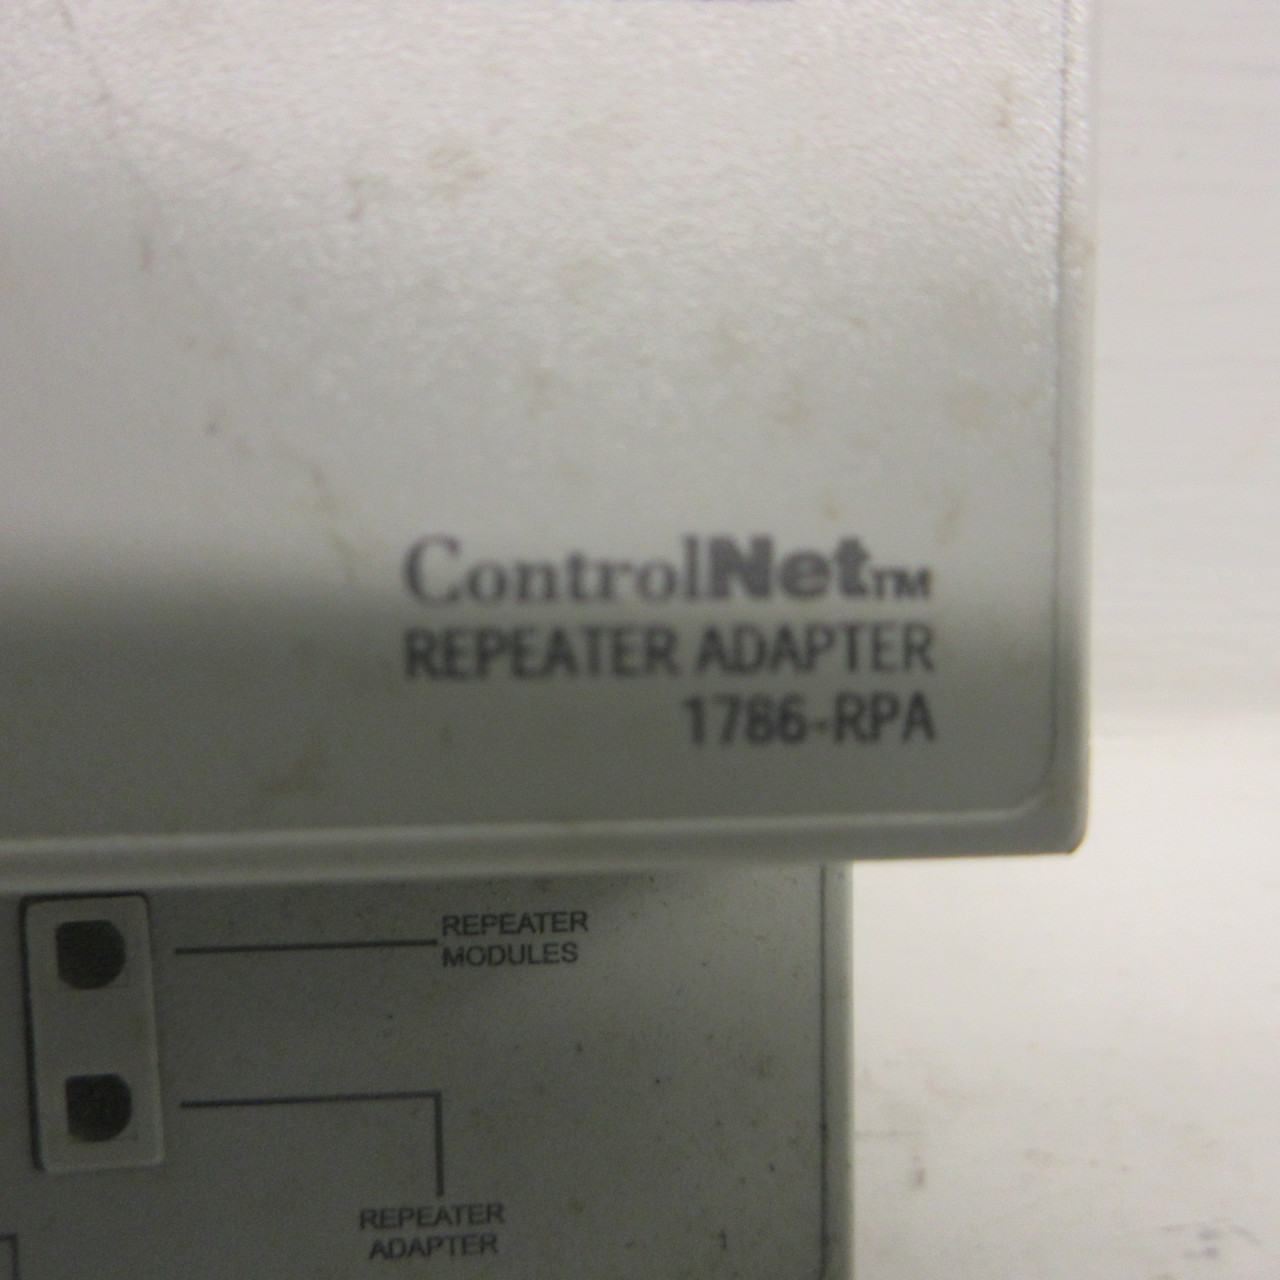 ControlNet™
REPEATER ADAPTER
1786-RPA
REPEATER
MODULES
REPEATER
ADAPTER